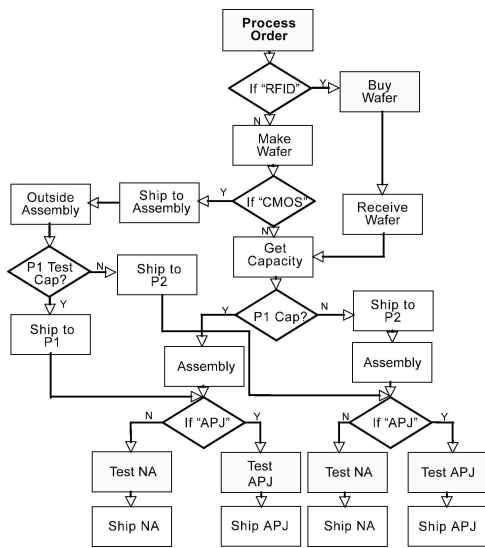 Process
Order
If "RFID"
Y
Buy
Wafer
N
Make
Wafer
Outside
Assembly
Ship to
Assembly
Y
If "CMOS"
Receive
Wafer
N
Get
Capacity
P1 Test
Cap?
N
Ship to
P2
Y
Y
P1 Cap?
N
Ship to
P2
Ship to
P1
Assembly
Assembly
N
If "APJ"
Y
N
If "APJ"
Y
Test NA
Test
APJ
Test NA
Test APJ
Ship NA
Ship APJ
Ship NA
Ship APJ